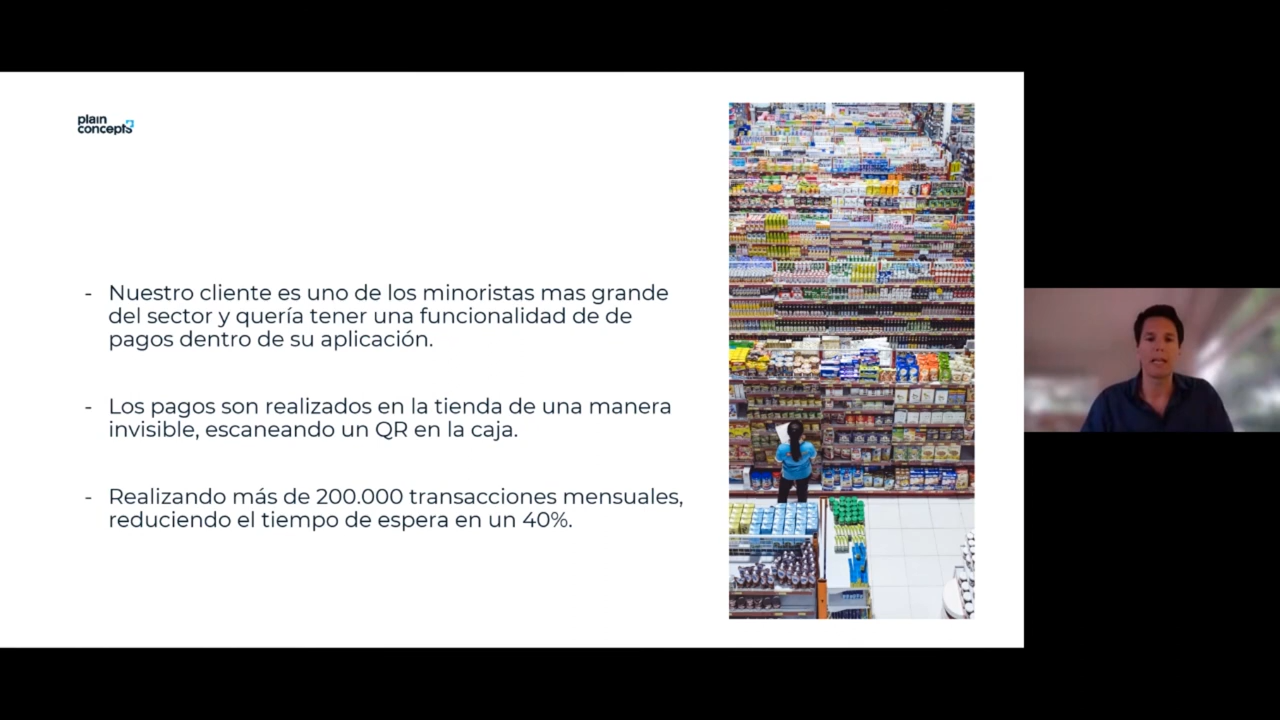 plain
concepts
- Nuestro cliente es uno de los minoristas mas grande
del sector y quería tener una funcionalidad de de
pagos dentro de su aplicación.
- Los pagos son realizados en la tienda de una manera
invisible, escaneando un QR en la caja.
- Realizando más de 200.000 transacciones mensuales,
reduciendo el tiempo de espera en un 40%.